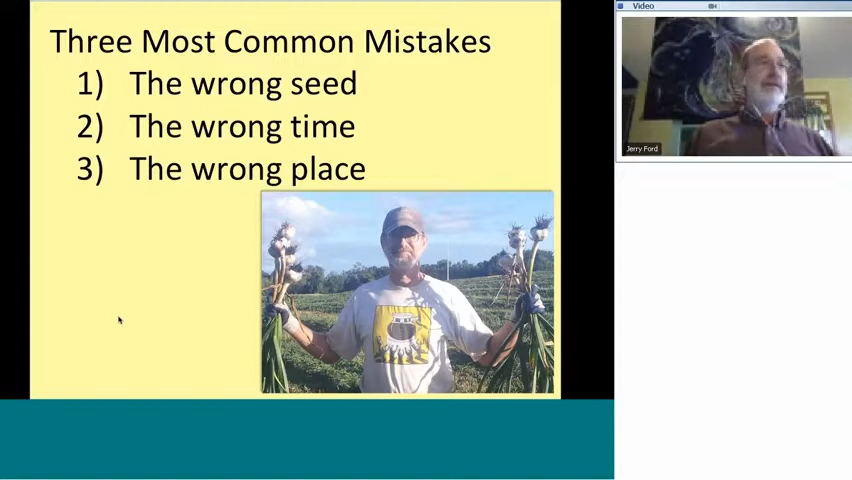 Three Most Common Mistakes
1) The wrong seed
2) The wrong time
3) The wrong place
Video
Jerry Ford